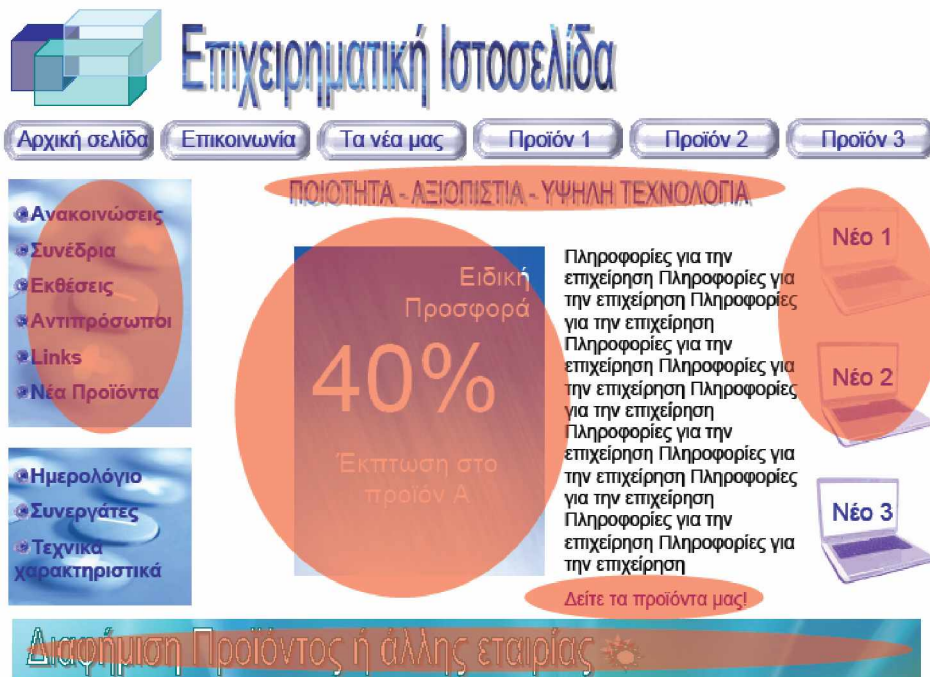 Επιχειρηματική Ιστοσελίδα
Αρχική σελίδα
Επικοινωνία
Τα νέα μας
Προϊόν 1
Προϊόν 2
Προϊόν 3
ΠΟΙΟΤΗΤΑ - ΑΞΙΟΠΙΣΤΙΑ - ΥΨΗΛΗ ΤΕΧΝΟΛΟΓΙΑ
Ανακοινώσεις
Συνέδρια
Εκθέσεις
Αντιπρόσωποι
Links
Νέα Προϊόντα
Ημερολόγιο
Συνεργάτες
Τεχνικά
χαρακτηριστικά
Ειδική
Προσφορά
40%
Έκπτωση στο
προϊόν Α
Πληροφορίες για την
επιχείρηση Πληροφορίες για
την επιχείρηση Πληροφορίες
για την επιχείρηση
Πληροφορίες για την
επιχείρηση Πληροφορίες για
την επιχείρηση Πληροφορίες
για την επιχείρηση
Πληροφορίες για την
επιχείρηση Πληροφορίες για
την επιχείρηση Πληροφορίες
για την επιχείρηση
Πληροφορίες για την
επιχείρηση Πληροφορίες για
την επιχείρηση
Δείτε τα προϊόντα μας!
Νέο 1
Νέο 2
Νέο 3
Διαφήμιση Προϊόντος ή άλλης εταιρίας